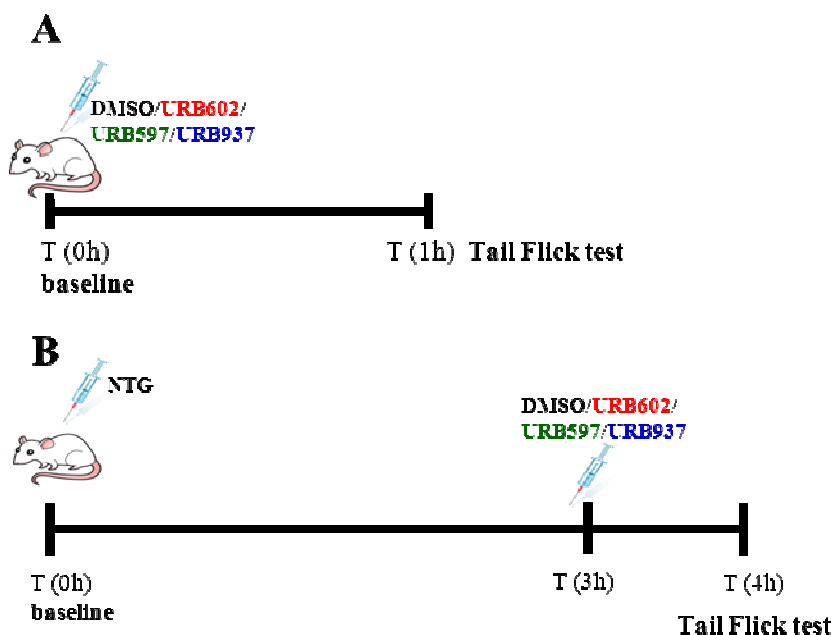 A
DMSO/URB602/
URB597/URB937
T (0h)
T (1h) Tail Flick test
baseline
B
NTG
DMSO/URB602/
URB597/URB937
T (0h)
T (3h)
T (4h)
baseline
Tail Flick test